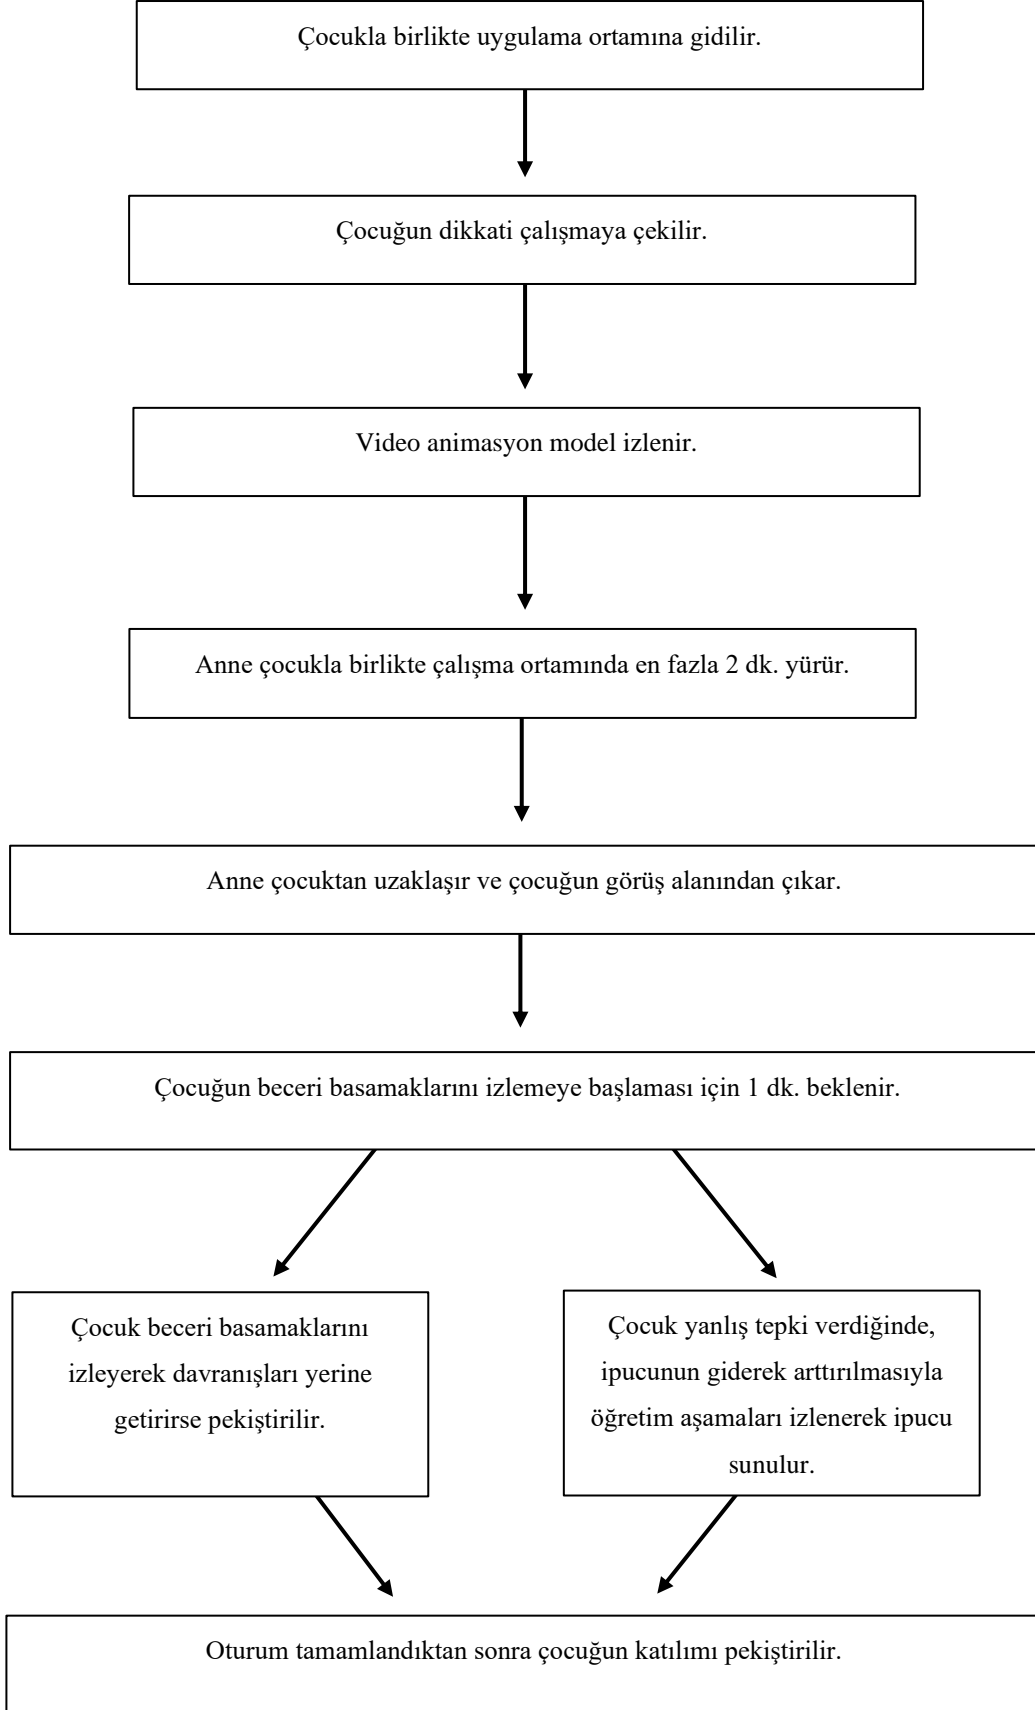 Çocukla birlikte uygulama ortamına gidilir.
Çocuğun dikkati çalışmaya çekilir.
Video animasyon model izlenir.
Anne çocukla birlikte çalışma ortamında en fazla 2 dk. yürür.
Anne çocuktan uzaklaşır ve çocuğun görüş alanından çıkar.
Çocuğun beceri basamaklarını izlemeye başlaması için 1 dk. beklenir.
Çocuk beceri basamaklarını
izleyerek davranışları yerine
getirirse pekiştirilir.
Çocuk yanlış tepki verdiğinde,
ipucunun giderek arttırılmasıyla
öğretim aşamaları izlenerek ipucu
sunulur.
Oturum tamamlandıktan sonra çocuğun katılımı pekiştirilir.